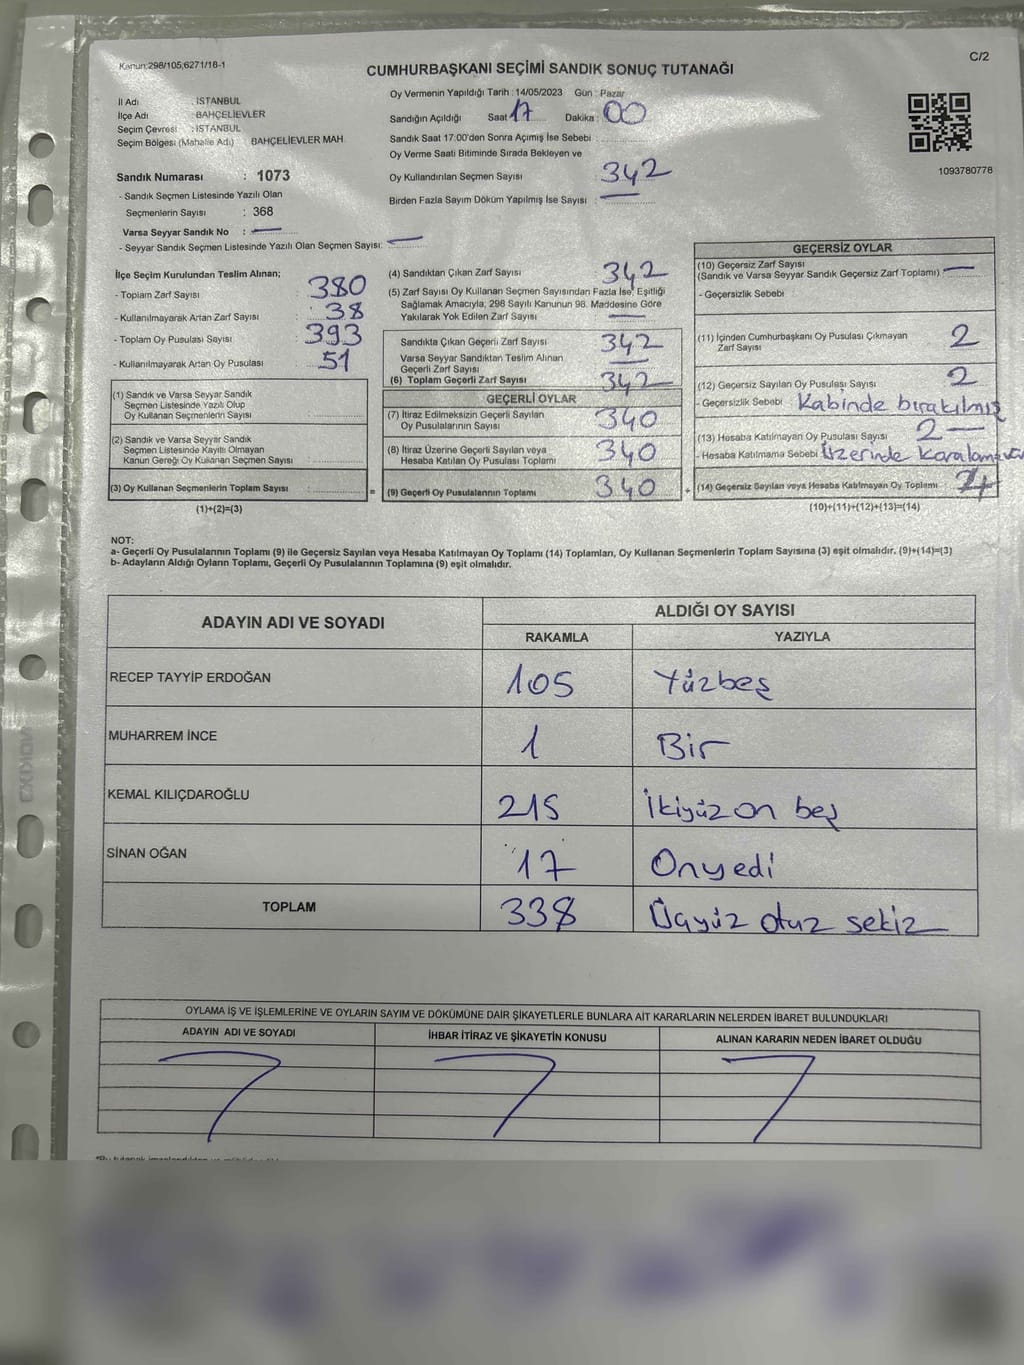 Kanun:298/105,6271/18-1
C/2
CUMHURBAŞKANI SEÇİMİ SANDIK SONUÇ TUTANAĞI
İl Adı : İSTANBUL
İlçe Adı : BAHÇELİEVLER
Seçim Çevresi : İSTANBUL
Seçim Bölgesi (Mahalle Adı) BAHÇELİEVLER MAH.
Sandık Numarası : 1073
- Sandık Seçmen Listesinde Yazılı Olan
Seçmenlerin Sayısı : 368
Varsa Seyyar Sandık No : —
- Seyyar Sandık Seçmen Listesinde Yazılı Olan Seçmen Sayısı: —
Oy Vermenin Yapıldığı Tarih : 14/05/2023 Gün : Pazar
Sandığın Açıldığı Saat 17 Dakika : 00
Sandık Saat 17:00'den Sonra Açımış İse Sebebi :
Oy Verme Saati Bitiminde Sırada Bekleyen ve
Oy Kullandırılan Seçmen Sayısı 342
Birden Fazla Sayım Döküm Yapılmış İse Sayısı : —
1093780778
İlçe Seçim Kurulundan Teslim Alınan;
- Toplam Zarf Sayısı : 380
- Kullanılmayarak Artan Zarf Sayısı : 38
- Toplam Oy Pusulası Sayısı : 393
- Kullanılmayarak Artan Oy Pusulası : 51
(1) Sandık ve Varsa Seyyar Sandık
Seçmen Listesinde Yazılı Olup
Oy Kullanan Seçmenlerin Sayısı :
(2) Sandık ve Varsa Seyyar Sandık
Seçmen Listesinde Kayıtlı Olmayan
Kanun Gereği Oy Kullanan Seçmen Sayısı :
(3) Oy Kullanan Seçmenlerin Toplam Sayısı : =
(1)+(2)=(3)
(4) Sandıktan Çıkan Zarf Sayısı 342
(5) Zarf Sayısı Oy Kullanan Seçmen Sayısından Fazla İse; Eşitliği
Sağlamak Amacıyla, 298 Sayılı Kanunun 98. Maddesine Göre
Yakılarak Yok Edilen Zarf Sayısı : —
Sandıkta Çıkan Geçerli Zarf Sayısı 342
Varsa Seyyar Sandıktan Teslim Alınan
Geçerli Zarf Sayısı —
(6) Toplam Geçerli Zarf Sayısı 342
GEÇERLİ OYLAR
(7) İtiraz Edilmeksizin Geçerli Sayılan
Oy Pusulalarının Sayısı 340
(8) İtiraz Üzerine Geçerli Sayılan veya
Hesaba Katılan Oy Pusulası Toplamı 340
(9) Geçerli Oy Pusulalarının Toplamı 340 +
GEÇERSİZ OYLAR
(10) Geçersiz Zarf Sayısı
(Sandık ve Varsa Seyyar Sandık Geçersiz Zarf Toplamı) —
- Geçersizlik Sebebi :
(11) İçinden Cumhurbaşkanı Oy Pusulası Çıkmayan
Zarf Sayısı 2
(12) Geçersiz Sayılan Oy Pusulası Sayısı 2
- Geçersizlik Sebebi Kabinde bırakılmış
(13) Hesaba Katılmayan Oy Pusulası Sayısı 2 —
- Hesaba Katılmama Sebebi Üzerinde Karalama var
(14) Geçersiz Sayılan veya Hesaba Katılmayan Oy Toplamı :
(10)+(11)+(12)+(13)=(14)
NOT:
a- Geçerli Oy Pusulalarının Toplamı (9) ile Geçersiz Sayılan veya Hesaba Katılmayan Oy Toplamı (14) Toplamları, Oy Kullanan Seçmenlerin Toplam Sayısına (3) eşit olmalıdır. (9)+(14)=(3)
b- Adayların Aldığı Oyların Toplamı, Geçerli Oy Pusulalarının Toplamına (9) eşit olmalıdır.
ADAYIN ADI VE SOYADI
ALDIĞI OY SAYISI
RAKAMLA YAZIYLA
RECEP TAYYİP ERDOĞAN 105 Yüzbeş
MUHARREM İNCE 1 Bir
KEMAL KILIÇDAROĞLU 215 İkiyüz on beş
SİNAN OĞAN 17 Onyedi
TOPLAM 338 Üçyüz otuz sekiz
OYLAMA İŞ VE İŞLEMLERİNE VE OYLARIN SAYIM VE DÖKÜMÜNE DAİR ŞİKAYETLERLE BUNLARA AİT KARARLARIN NELERDEN İBARET BULUNDUKLARI
ADAYIN ADI VE SOYADI İHBAR İTİRAZ VE ŞİKAYETİN KONUSU ALINAN KARARIN NEDEN İBARET OLDUĞU